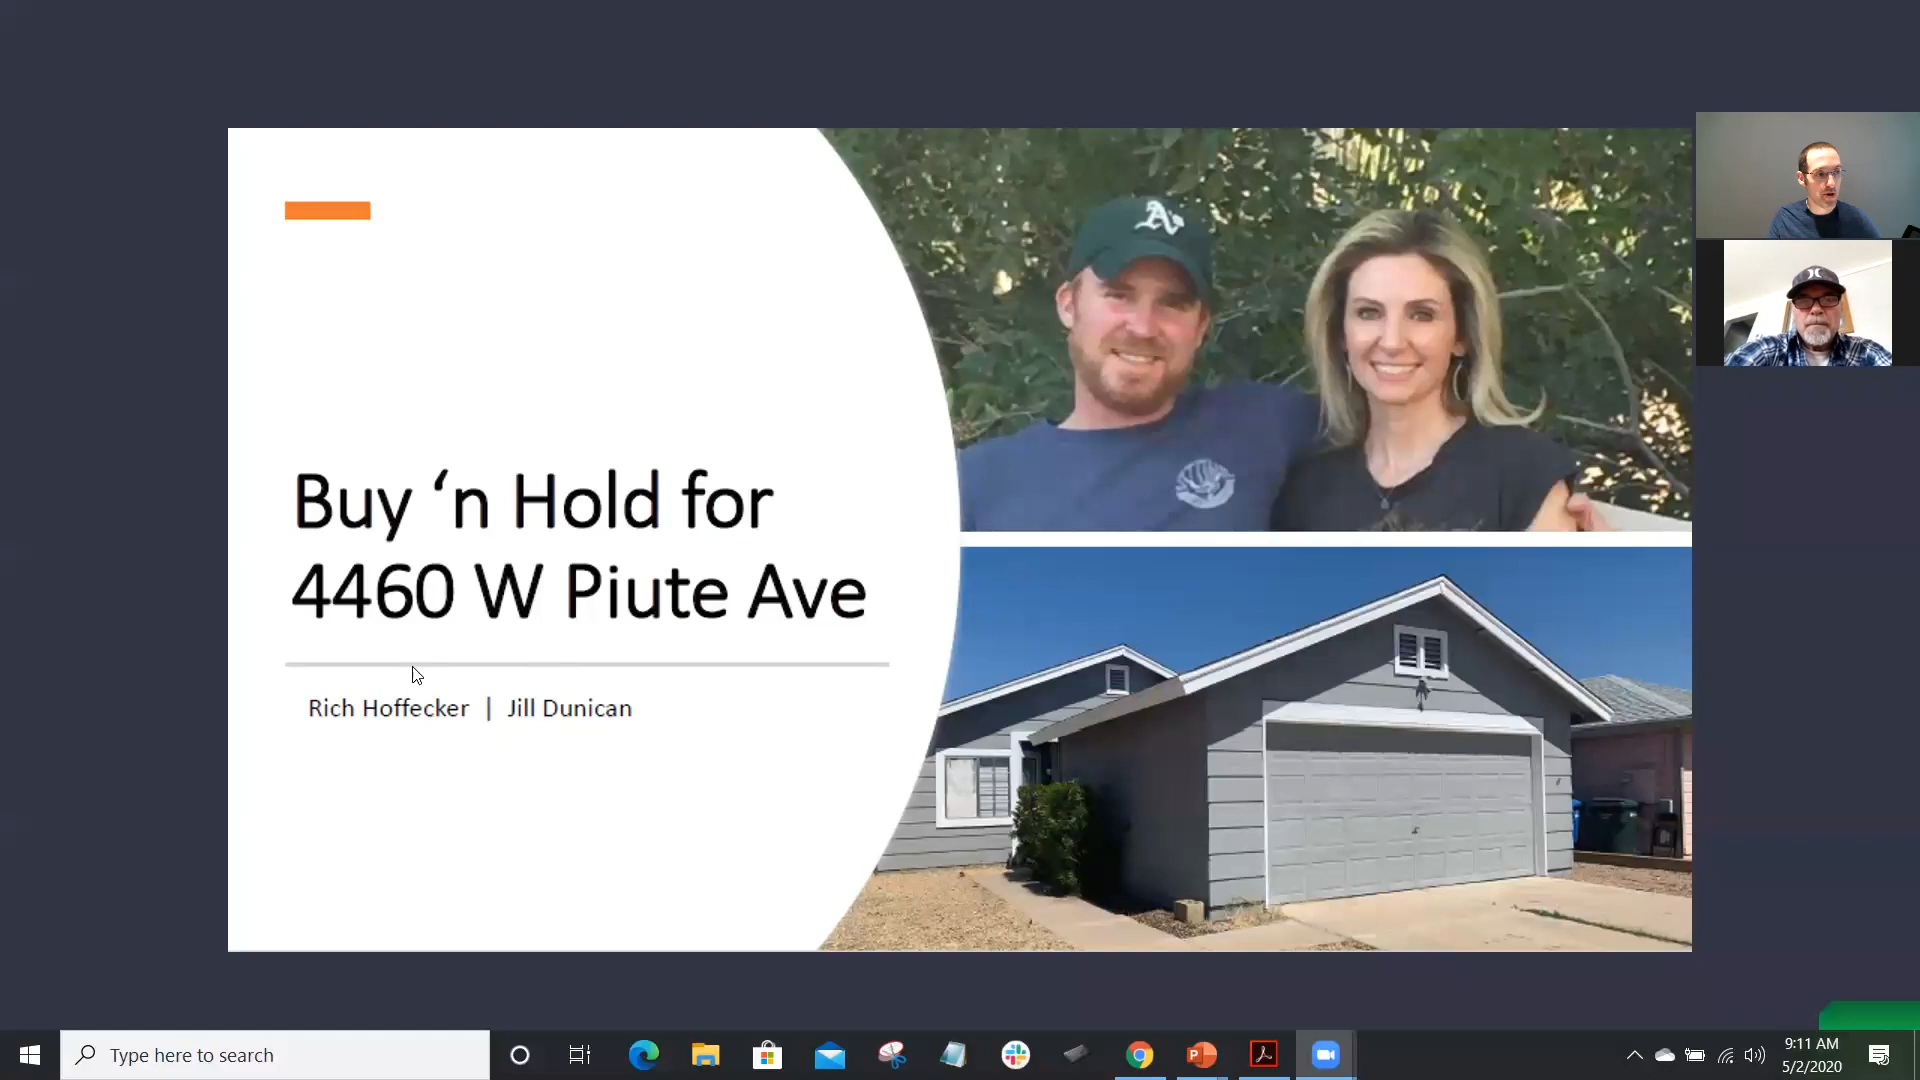 A's
Buy ‘n Hold for
4460 W Piute Ave
Rich Hoffecker | Jill Dunican
Type here to search
9:11 AM
5/2/2020